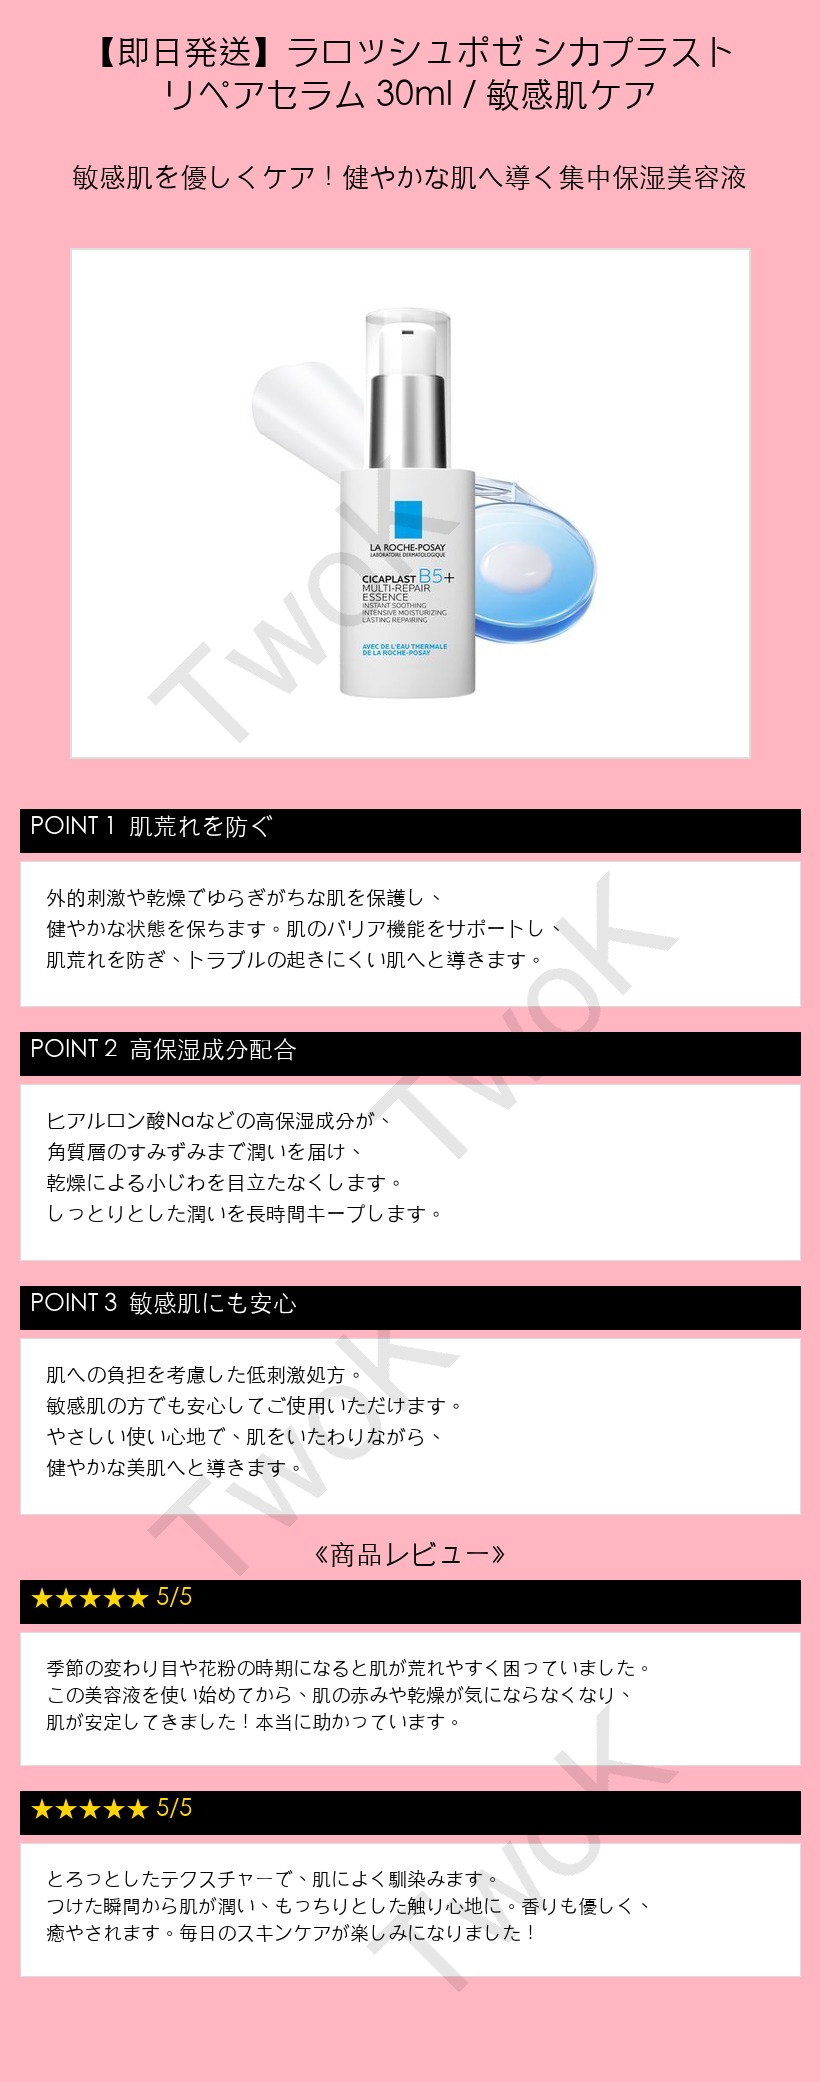 【即日発送】ラロッシュポゼ シカプラスト
リペアセラム 30ml / 敏感肌ケア
敏感肌を優しくケア！健やかな肌へ導く集中保湿美容液
LA ROCHE-POSAY
LABORATOIRE DERMATOLOGIQUE
CICAPLAST B5+
MULTI-REPAIR
ESSENCE
INSTANT SOOTHING
INTENSIVE MOISTURIZING
LASTING REPAIRING
AVEC DE L'EAU THERMALE
DE LA ROCHE-POSAY
TwoK
POINT 1 肌荒れを防ぐ
外的刺激や乾燥でゆらぎがちな肌を保護し、
健やかな状態を保ちます。肌のバリア機能をサポートし、
肌荒れを防ぎ、トラブルの起きにくい肌へと導きます。
TwoK
POINT 2 高保湿成分配合
ヒアルロン酸Naなどの高保湿成分が、
角質層のすみずみまで潤いを届け、
乾燥による小じわを目立たなくします。
しっとりとした潤いを長時間キープします。
POINT 3 敏感肌にも安心
肌への負担を考慮した低刺激処方。
敏感肌の方でも安心してご使用いただけます。
やさしい使い心地で、肌をいたわりながら、
健やかな美肌へと導きます。
TwoK
《商品レビュー》
★★★★★ 5/5
季節の変わり目や花粉の時期になると肌が荒れやすく困っていました。
この美容液を使い始めてから、肌の赤みや乾燥が気にならなくなり、
肌が安定してきました！本当に助かっています。
★★★★★ 5/5
とろっとしたテクスチャーで、肌によく馴染みます。
つけた瞬間から肌が潤い、もっちりとした触り心地に。香りも優しく、
癒やされます。毎日のスキンケアが楽しみになりました！
TwoK